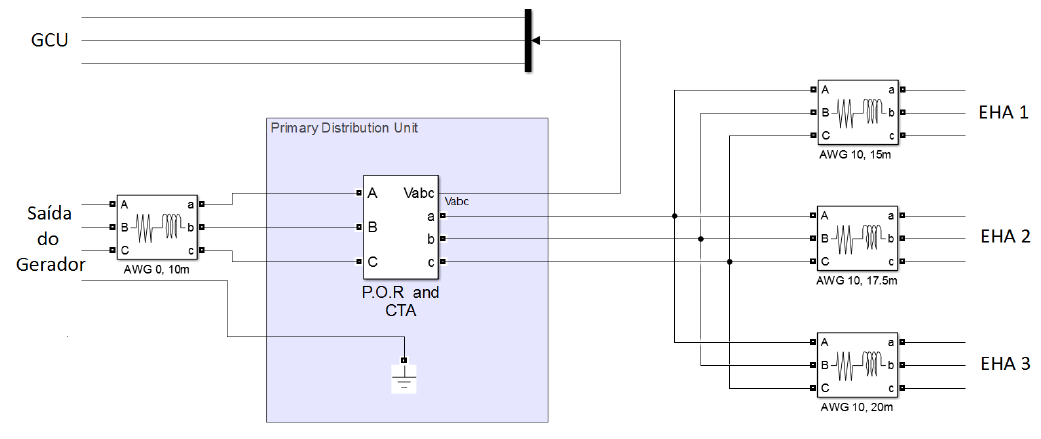 GCU
Primary Distribution Unit
Saída
do
Gerador
A a
B b
C c
AWG 0, 10m
A Vabc
Vabc
a
B b
C c
P.O.R and
CTA
A a
B b
C c
AWG 10, 15m
EHA 1
A a
B b
C c
AWG 10, 17.5m
EHA 2
A a
B b
C c
AWG 10, 20m
EHA 3